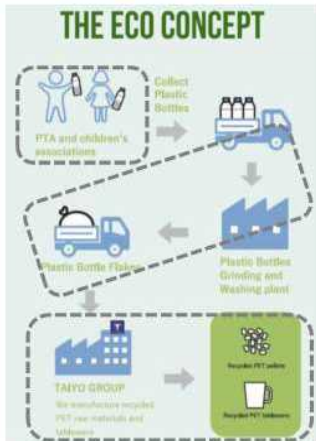 THE ECO CONCEPT
Collect
Plastic
Bottles
PTA and children's
associations
Plastic Bottle Flakes
Plastic Bottles
Grinding and
Washing plant
TAIYO GROUP
We manufacture recycled
PET raw materials and
tableware
Recycled PET pellets
Recycled PET tableware